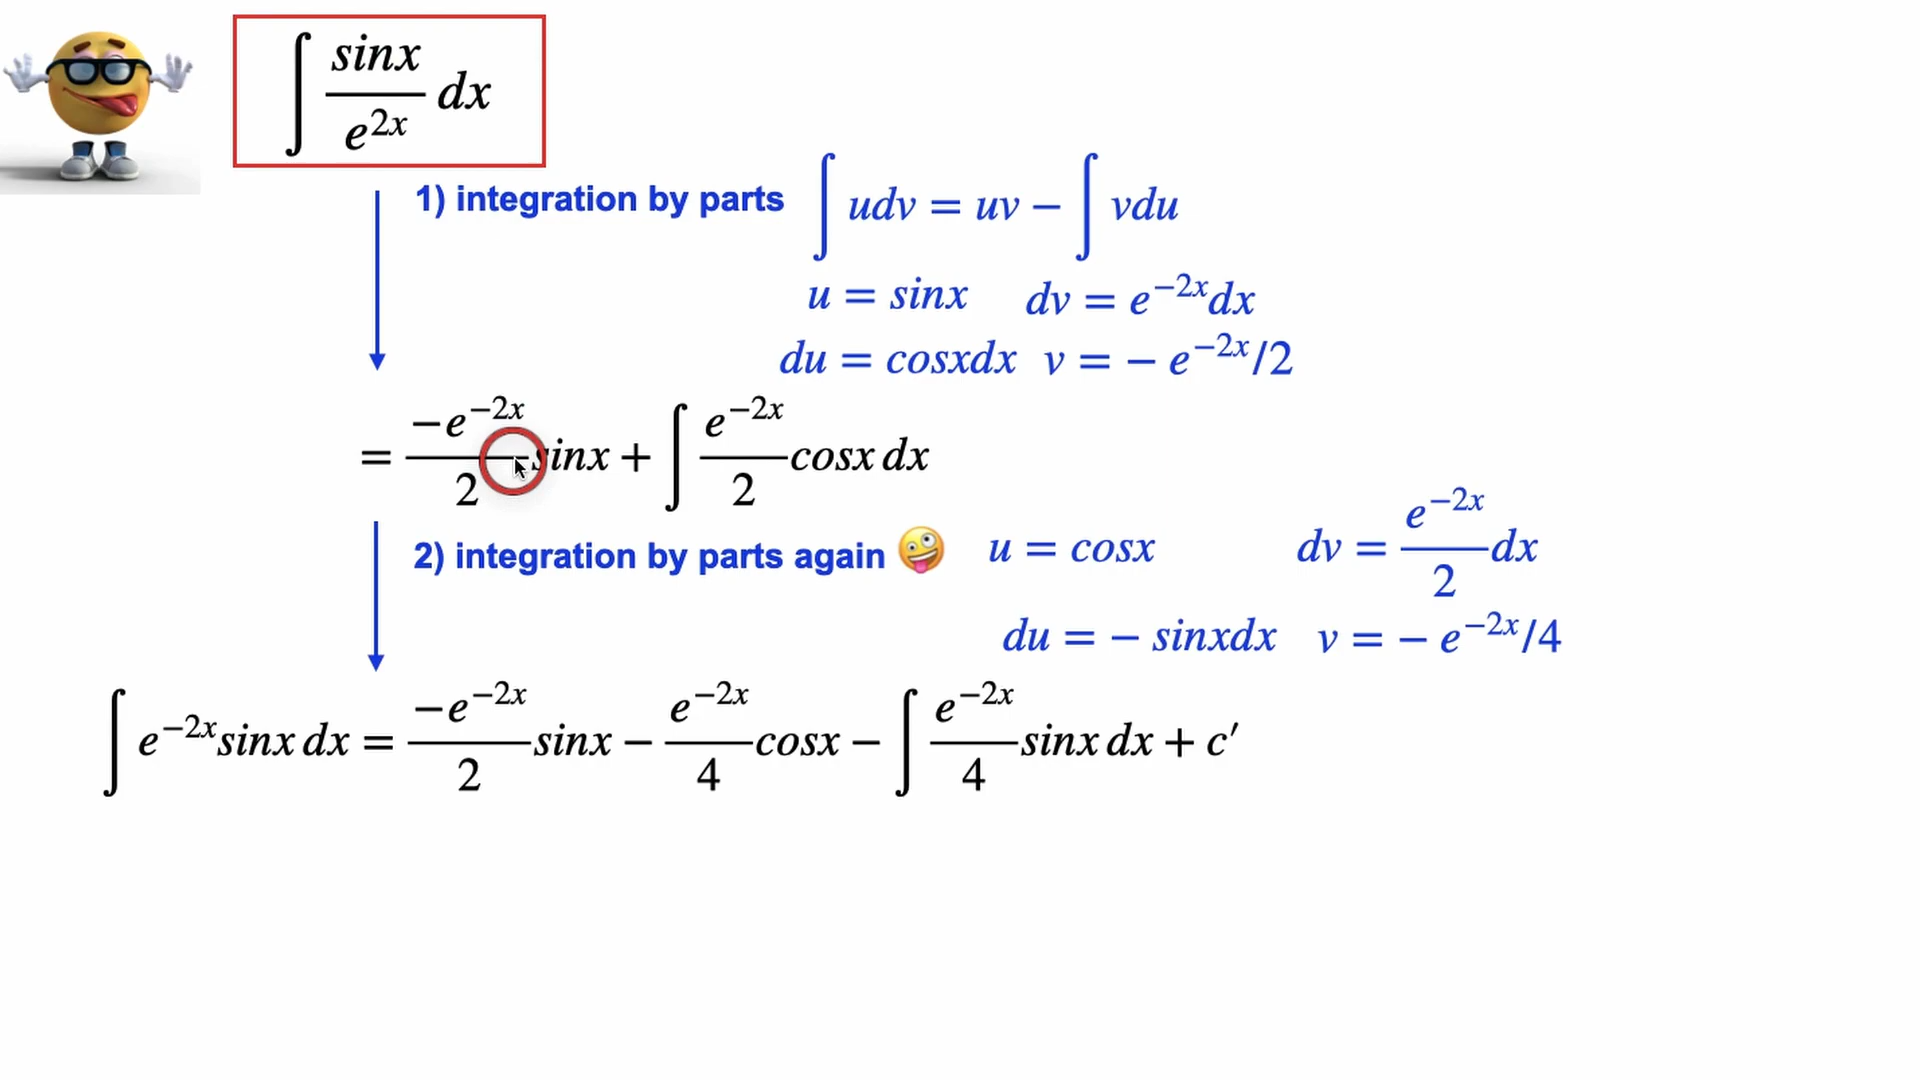 ∫ sinx/e^{2x} dx
1) integration by parts ∫ udv = uv − ∫ vdu
u = sinx dv = e^{−2x}dx
du = cosxdx v = − e^{−2x}/2
= −e^{−2x}/2 sinx + ∫ e^{−2x}/2 cosx dx
2) integration by parts again 🤪 u = cosx dv = e^{−2x}/2 dx
du = − sinxdx v = − e^{−2x}/4
∫ e^{−2x}sinx dx = −e^{−2x}/2 sinx − e^{−2x}/4 cosx − ∫ e^{−2x}/4 sinx dx + c′